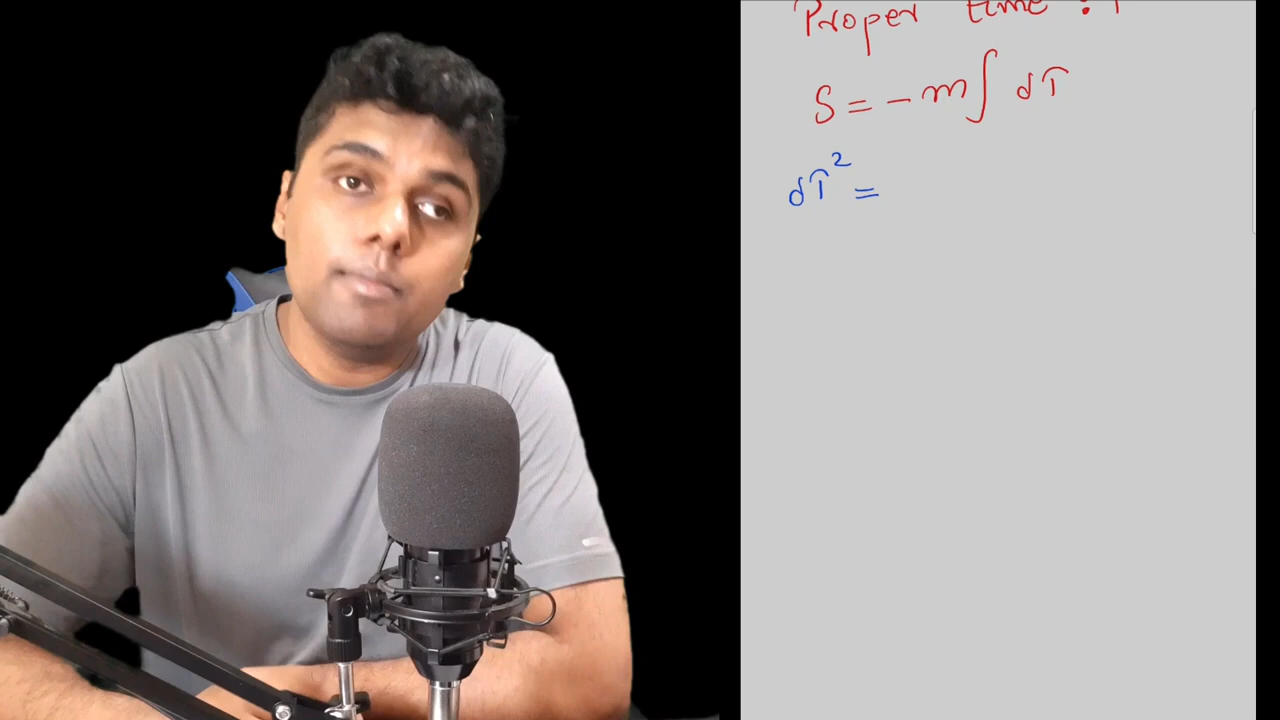 Proper time :
S = - m ∫ dτ
dτ² =